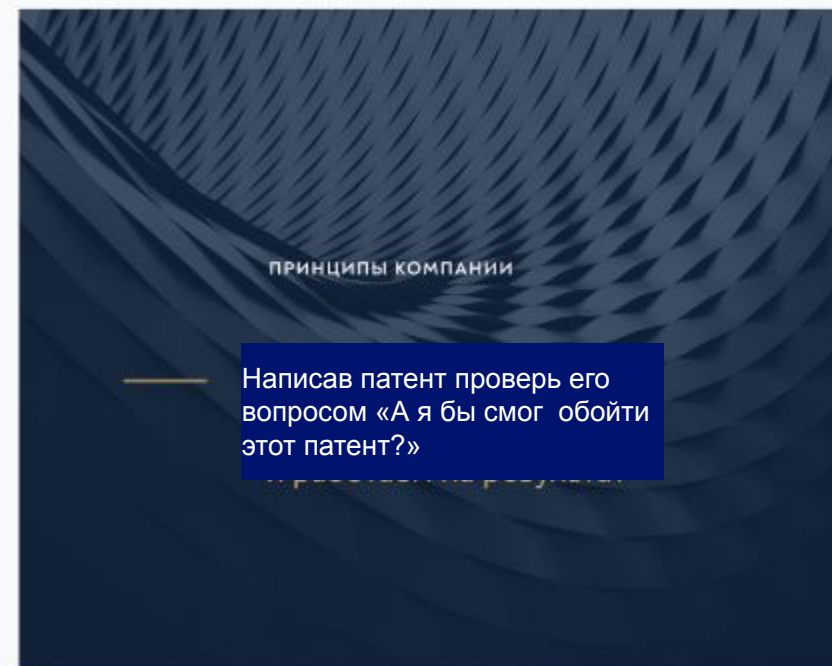 ПРИНЦИПЫ КОМПАНИИ
Написав патент проверь его
вопросом «А я бы смог обойти
этот патент?»